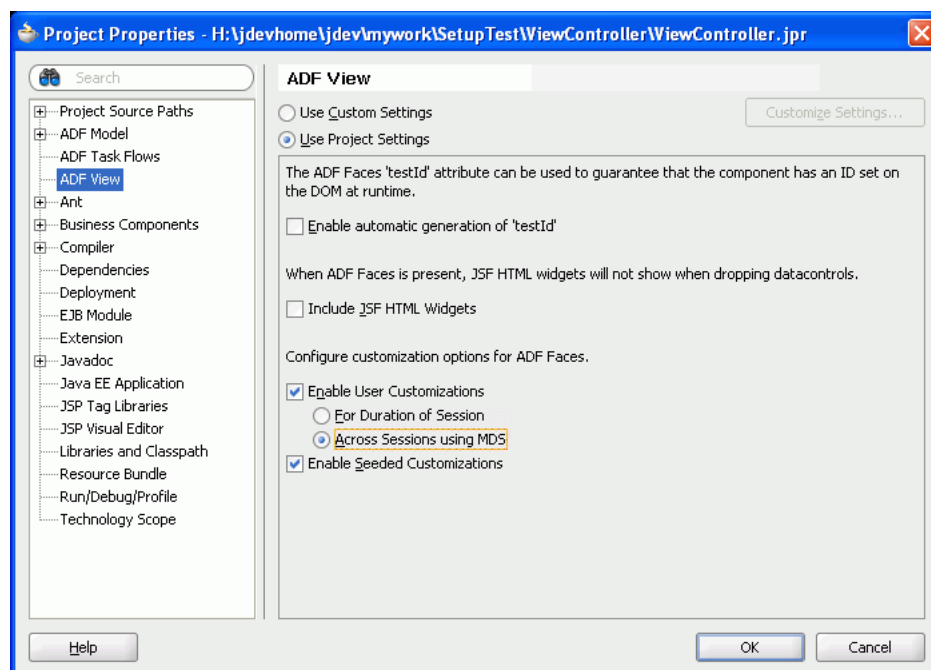 Project Properties - H:\jdevhome\jdev\mywork\SetupTest\ViewController\ViewController.jpr
Search
Project Source Paths
ADF Model
ADF Task Flows
ADF View
Ant
Business Components
Compiler
Dependencies
Deployment
EJB Module
Extension
Javadoc
Java EE Application
JSP Tag Libraries
JSP Visual Editor
Libraries and Classpath
Resource Bundle
Run/Debug/Profile
Technology Scope
ADF View
Use Custom Settings
Customize Settings...
Use Project Settings
The ADF Faces 'testId' attribute can be used to guarantee that the component has an ID set on
the DOM at runtime.
Enable automatic generation of 'testId'
When ADF Faces is present, JSF HTML widgets will not show when dropping datacontrols.
Include JSF HTML Widgets
Configure customization options for ADF Faces.
Enable User Customizations
For Duration of Session
Across Sessions using MDS
Enable Seeded Customizations
Help
OK
Cancel